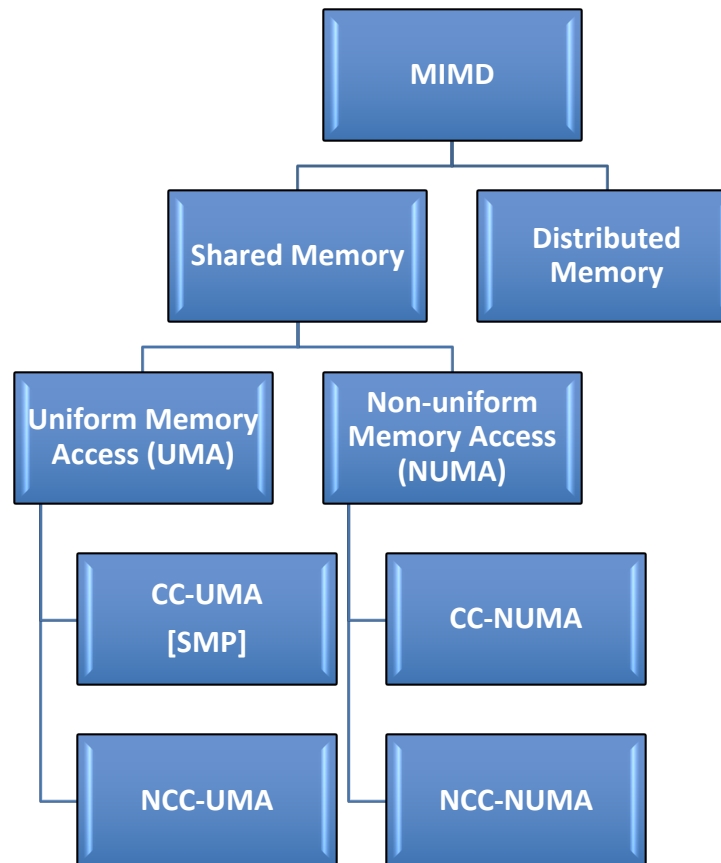 MIMD
Shared Memory
Distributed
Memory
Uniform Memory
Access (UMA)
Non-uniform
Memory Access
(NUMA)
CC-UMA
[SMP]
CC-NUMA
NCC-UMA
NCC-NUMA